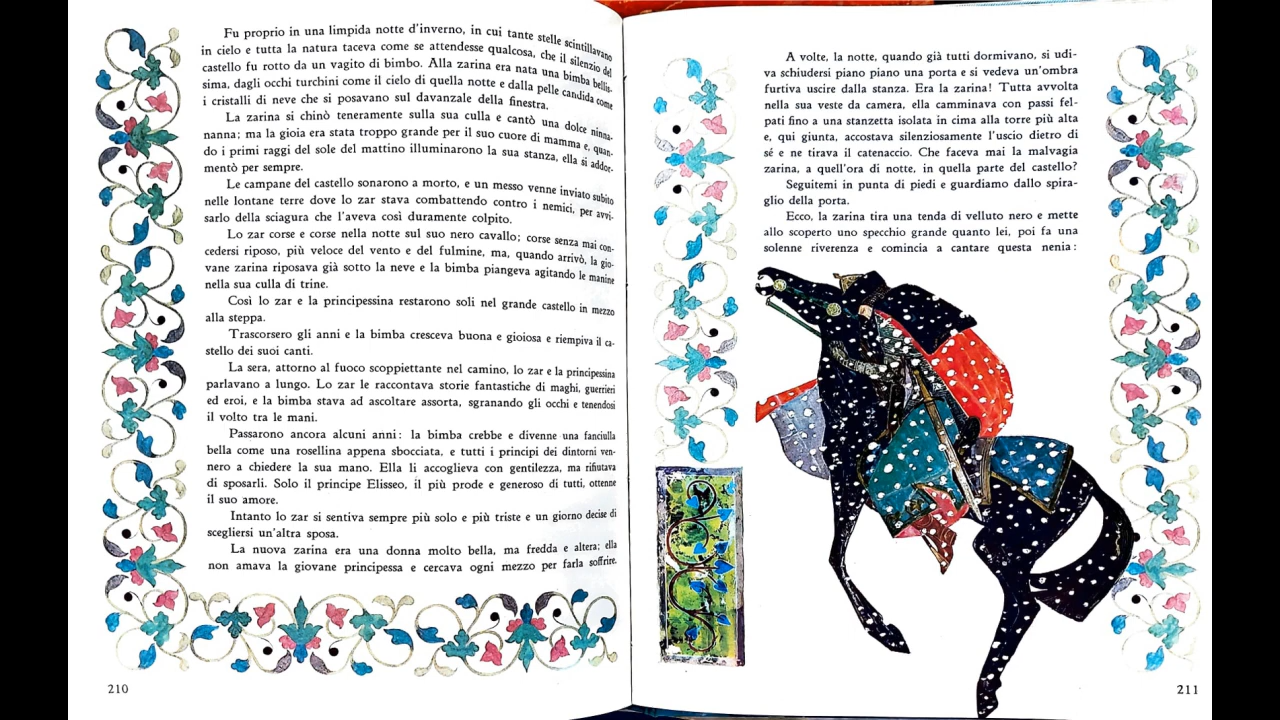 Fu proprio in una limpida notte d'inverno, in cui tante stelle scintillavano
in cielo e tutta la natura taceva come se attendesse qualcosa, che il silenzio del
castello fu rotto da un vagito di bimbo. Alla zarina era nata una bimba bellis-
sima, dagli occhi turchini come il cielo di quella notte e dalla pelle candida come
i cristalli di neve che si posavano sul davanzale della finestra.
La zarina si chinò teneramente sulla sua culla e cantò una dolce ninna-
nanna; ma la gioia era stata troppo grande per il suo cuore di mamma e, quan-
do i primi raggi del sole del mattino illuminarono la sua stanza, ella si addor-
mentò per sempre.
Le campane del castello sonarono a morto, e un messo venne inviato subito
nelle lontane terre dove lo zar stava combattendo contro i nemici, per avvi-
sarlo della sciagura che l'aveva così duramente colpito.
Lo zar corse e corse nella notte sul suo nero cavallo; corse senza mai con-
cedersi riposo, più veloce del vento e del fulmine, ma, quando arrivò, la gio-
vane zarina riposava già sotto la neve e la bimba piangeva agitando le manine
nella sua culla di trine.
Così lo zar e la principessina restarono soli nel grande castello in mezzo
alla steppa.
Trascorsero gli anni e la bimba cresceva buona e gioiosa e riempiva il ca-
stello dei suoi canti.
La sera, attorno al fuoco scoppiettante nel camino, lo zar e la principessina
parlavano a lungo. Lo zar le raccontava storie fantastiche di maghi, guerrieri
ed eroi, e la bimba stava ad ascoltare assorta, sgranando gli occhi e tenendosi
il volto tra le mani.
Passarono ancora alcuni anni: la bimba crebbe e divenne una fanciulla
bella come una rosellina appena sbocciata, e tutti i principi dei dintorni ven-
nero a chiedere la sua mano. Ella li accoglieva con gentilezza, ma rifiutava
di sposarli. Solo il principe Elisseo, il più prode e generoso di tutti, ottenne
il suo amore.
Intanto lo zar si sentiva sempre più solo e più triste e un giorno decise di
scegliersi un'altra sposa.
La nuova zarina era una donna molto bella, ma fredda e altera; ella
non amava la giovane principessa e cercava ogni mezzo per farla soffrire.
210
A volte, la notte, quando già tutti dormivano, si udi-
va schiudersi piano piano una porta e si vedeva un'ombra
furtiva uscire dalla stanza. Era la zarina! Tutta avvolta
nella sua veste da camera, ella camminava con passi fel-
pati fino a una stanzetta isolata in cima alla torre più alta
e, qui giunta, accostava silenziosamente l'uscio dietro di
sé e ne tirava il catenaccio. Che faceva mai la malvagia
zarina, a quell'ora di notte, in quella parte del castello?
Seguitemi in punta di piedi e guardiamo dallo spira-
glio della porta.
Ecco, la zarina tira una tenda di velluto nero e mette
allo scoperto uno specchio grande quanto lei, poi fa una
solenne riverenza e comincia a cantare questa nenia:
211